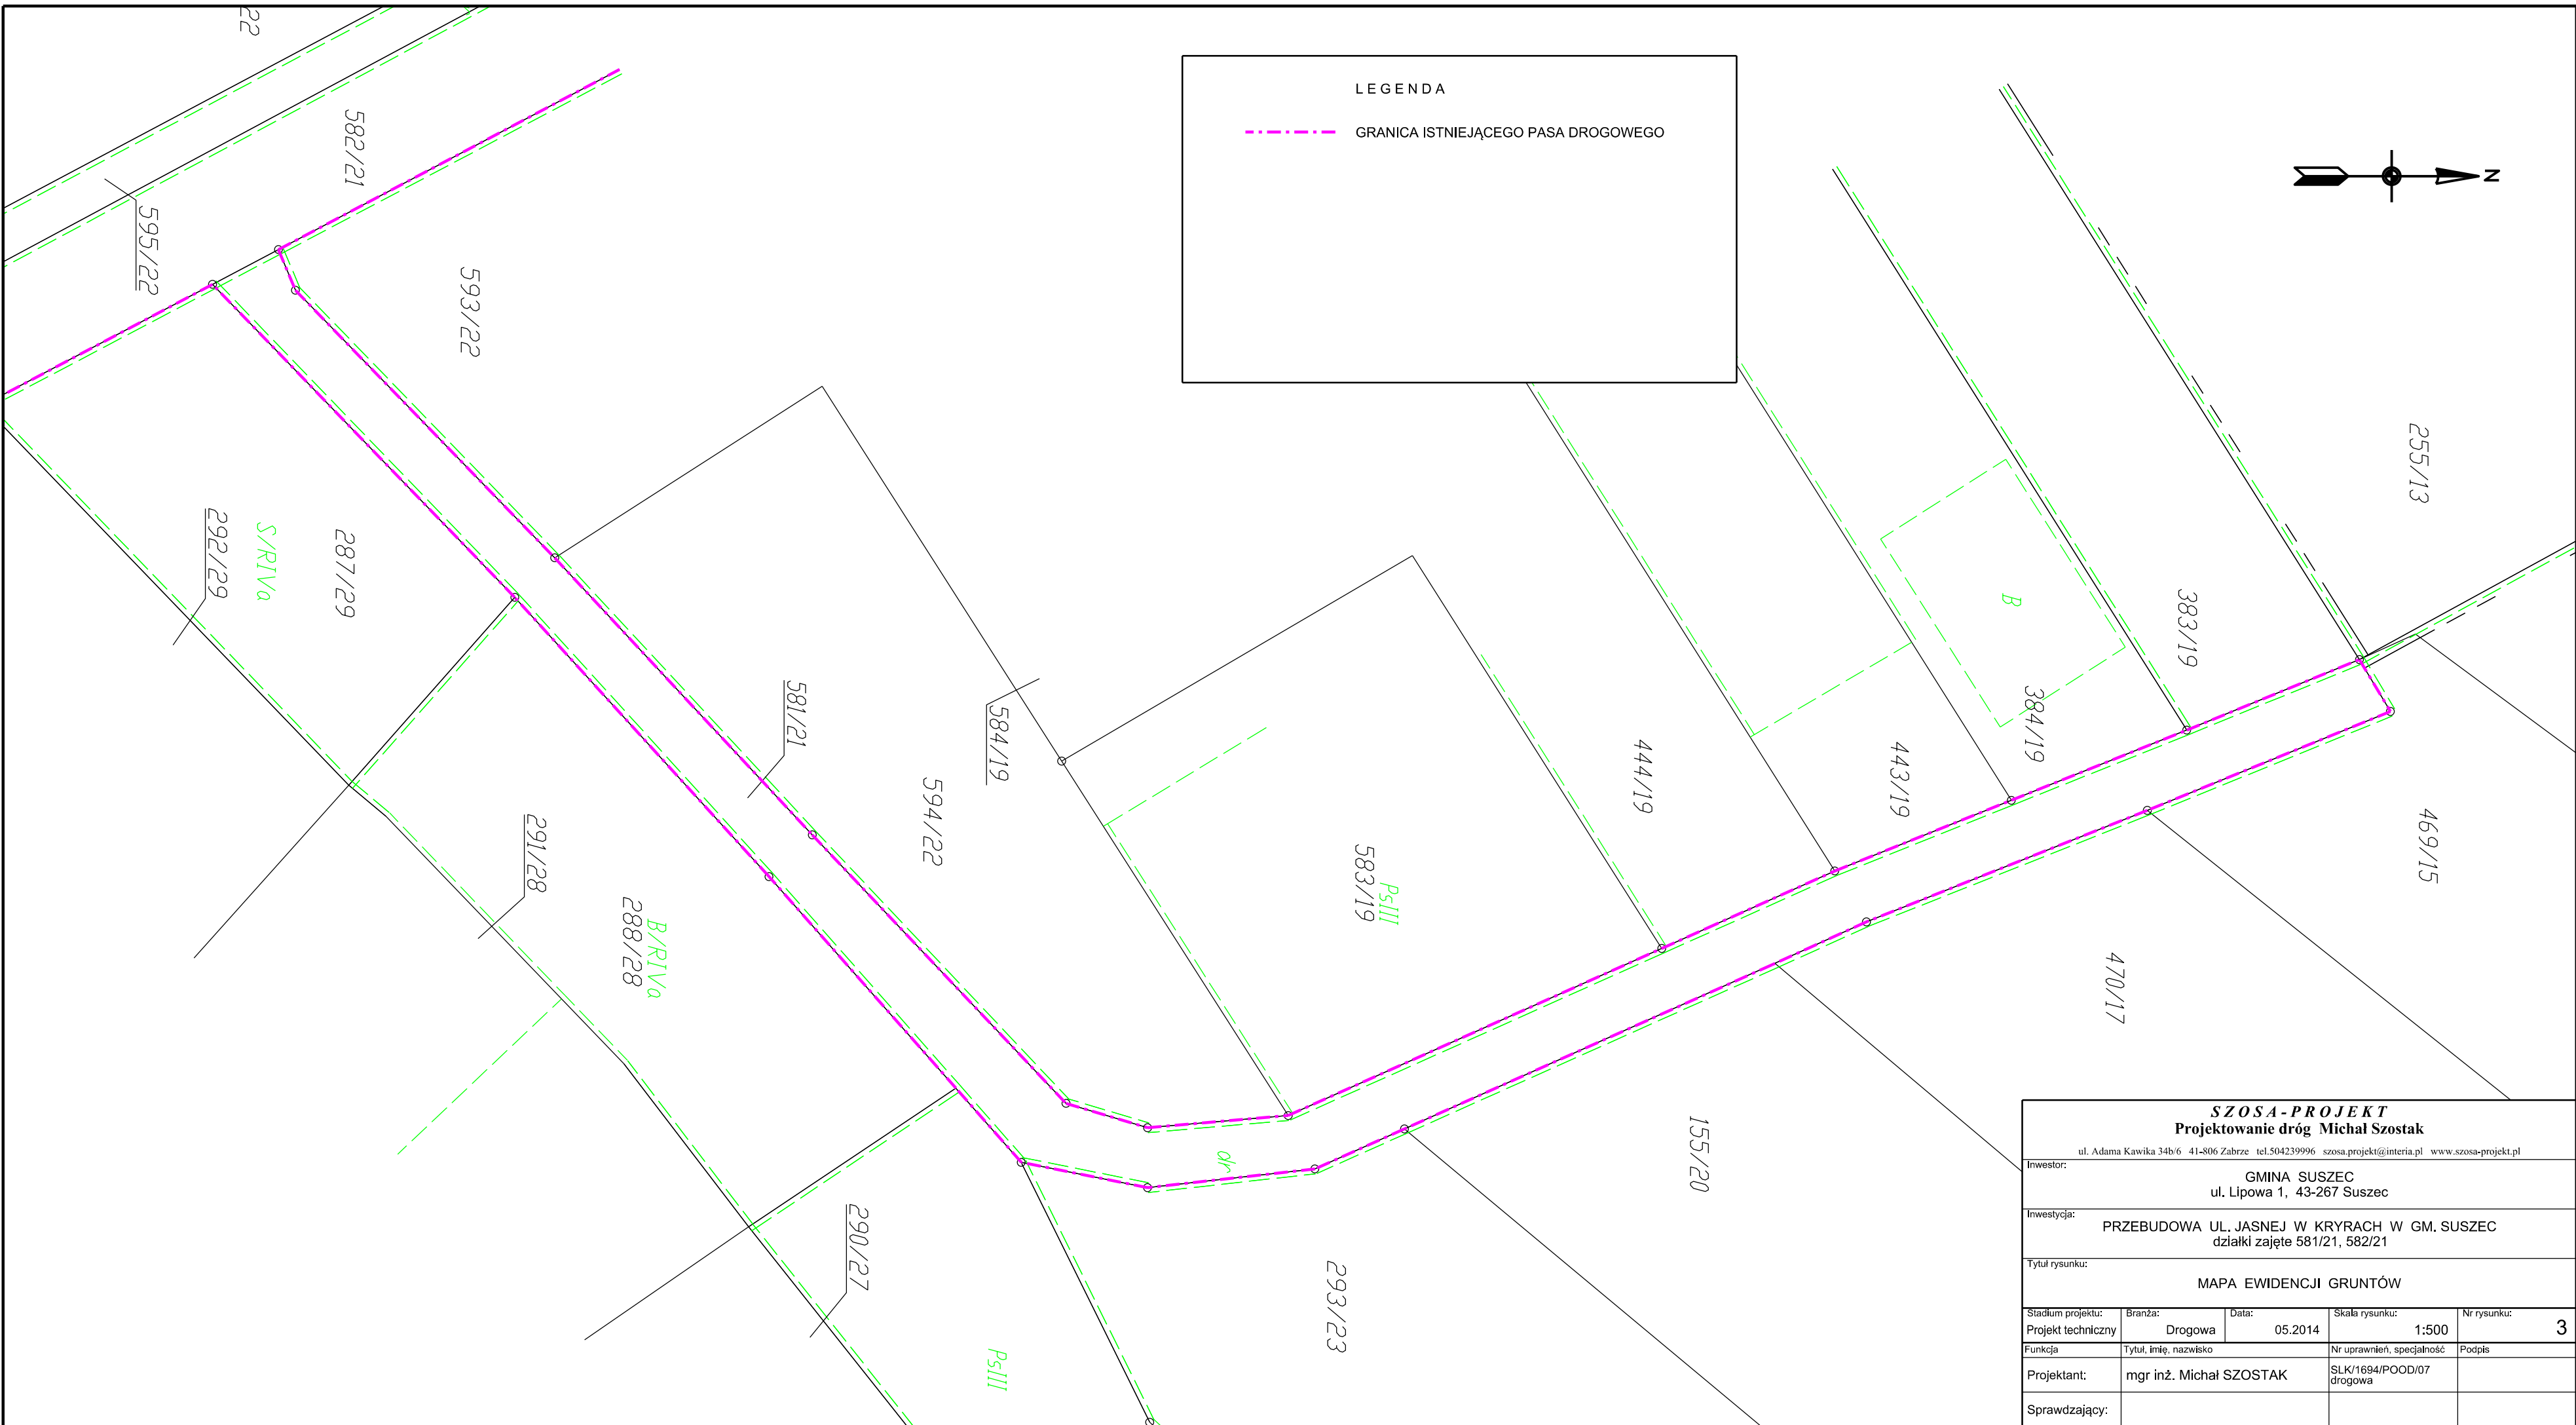 22
582/21
595/22
593/22
LEGENDA
GRANICA ISTNIEJĄCEGO PASA DROGOWEGO
N
255/13
292/29
S/RIVa
287/29
B
383/19
384/19
581/21
584/19
594/22
444/19
443/19
583/19
PsIII
469/15
291/28
288/28
B/RIVa
470/17
155/20
dr
290/27
293/23
PsIII
SZOSA-PROJEKT
Projektowanie dróg Michał Szostak
ul. Adama Kawika 34b/6 41-806 Zabrze tel.504239996 szosa.projekt@interia.pl www.szosa-projekt.pl
Inwestor:
GMINA SUSZEC
ul. Lipowa 1, 43-267 Suszec
Inwestycja:
PRZEBUDOWA UL. JASNEJ W KRYRACH W GM. SUSZEC
działki zajęte 581/21, 582/21
Tytuł rysunku:
MAPA EWIDENCJI GRUNTÓW
Stadium projektu: Branża: Data: Skala rysunku: Nr rysunku:
Projekt techniczny Drogowa 05.2014 1:500 3
Funkcja Tytuł, imię, nazwisko Nr uprawnień, specjalność Podpis
Projektant: mgr inż. Michał SZOSTAK SLK/1694/POOD/07
drogowa
Sprawdzający: